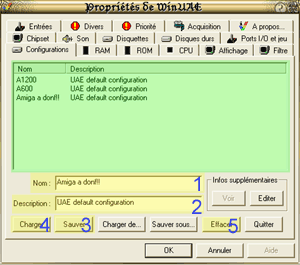 Propriétés de WinUAE
Entrées Divers Priorité Acquisition A propos...
Chipset Son Disquettes Disques durs Ports I/O et jeu
Configurations RAM ROM CPU Affichage Filtre
Nom Description
A1200 UAE default configuration
A600 UAE default configuration
Amiga a donf!! UAE default configuration
Nom : Amiga a donf!! 1
Infos supplémentaires
Description : UAE default configuration 2
Voir Editer
Charger 4 Sauver 3 Charger de... Sauver sous... Effacer 5 Quitter
OK Annuler Aide